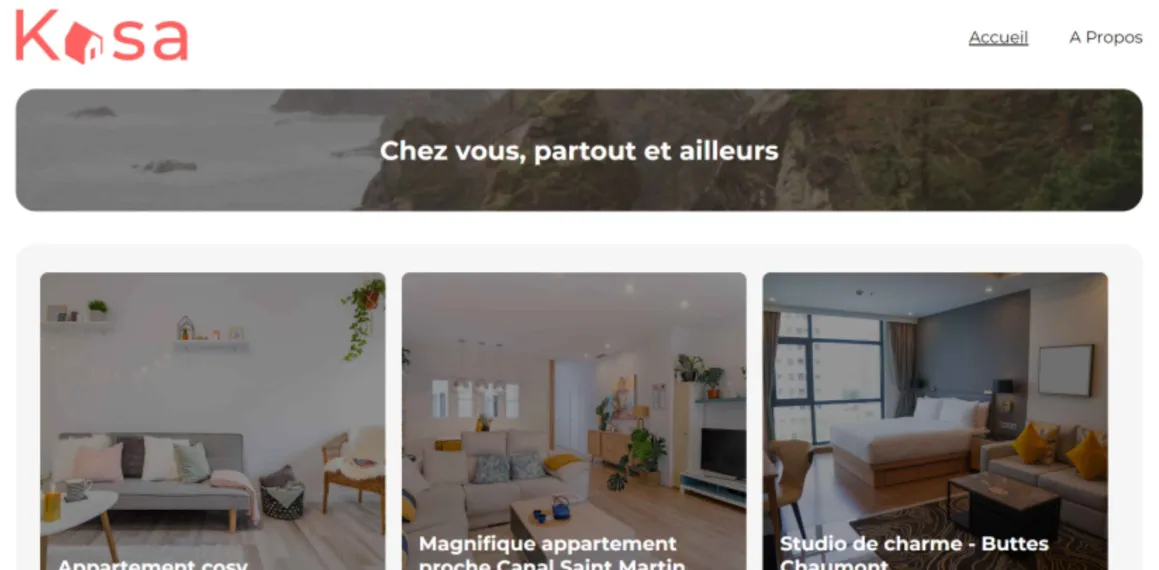 Kasa
Accueil
A Propos
Chez vous, partout et ailleurs
Appartement cosy
Magnifique appartement
proche Canal Saint Martin
Studio de charme - Buttes
Chaumont